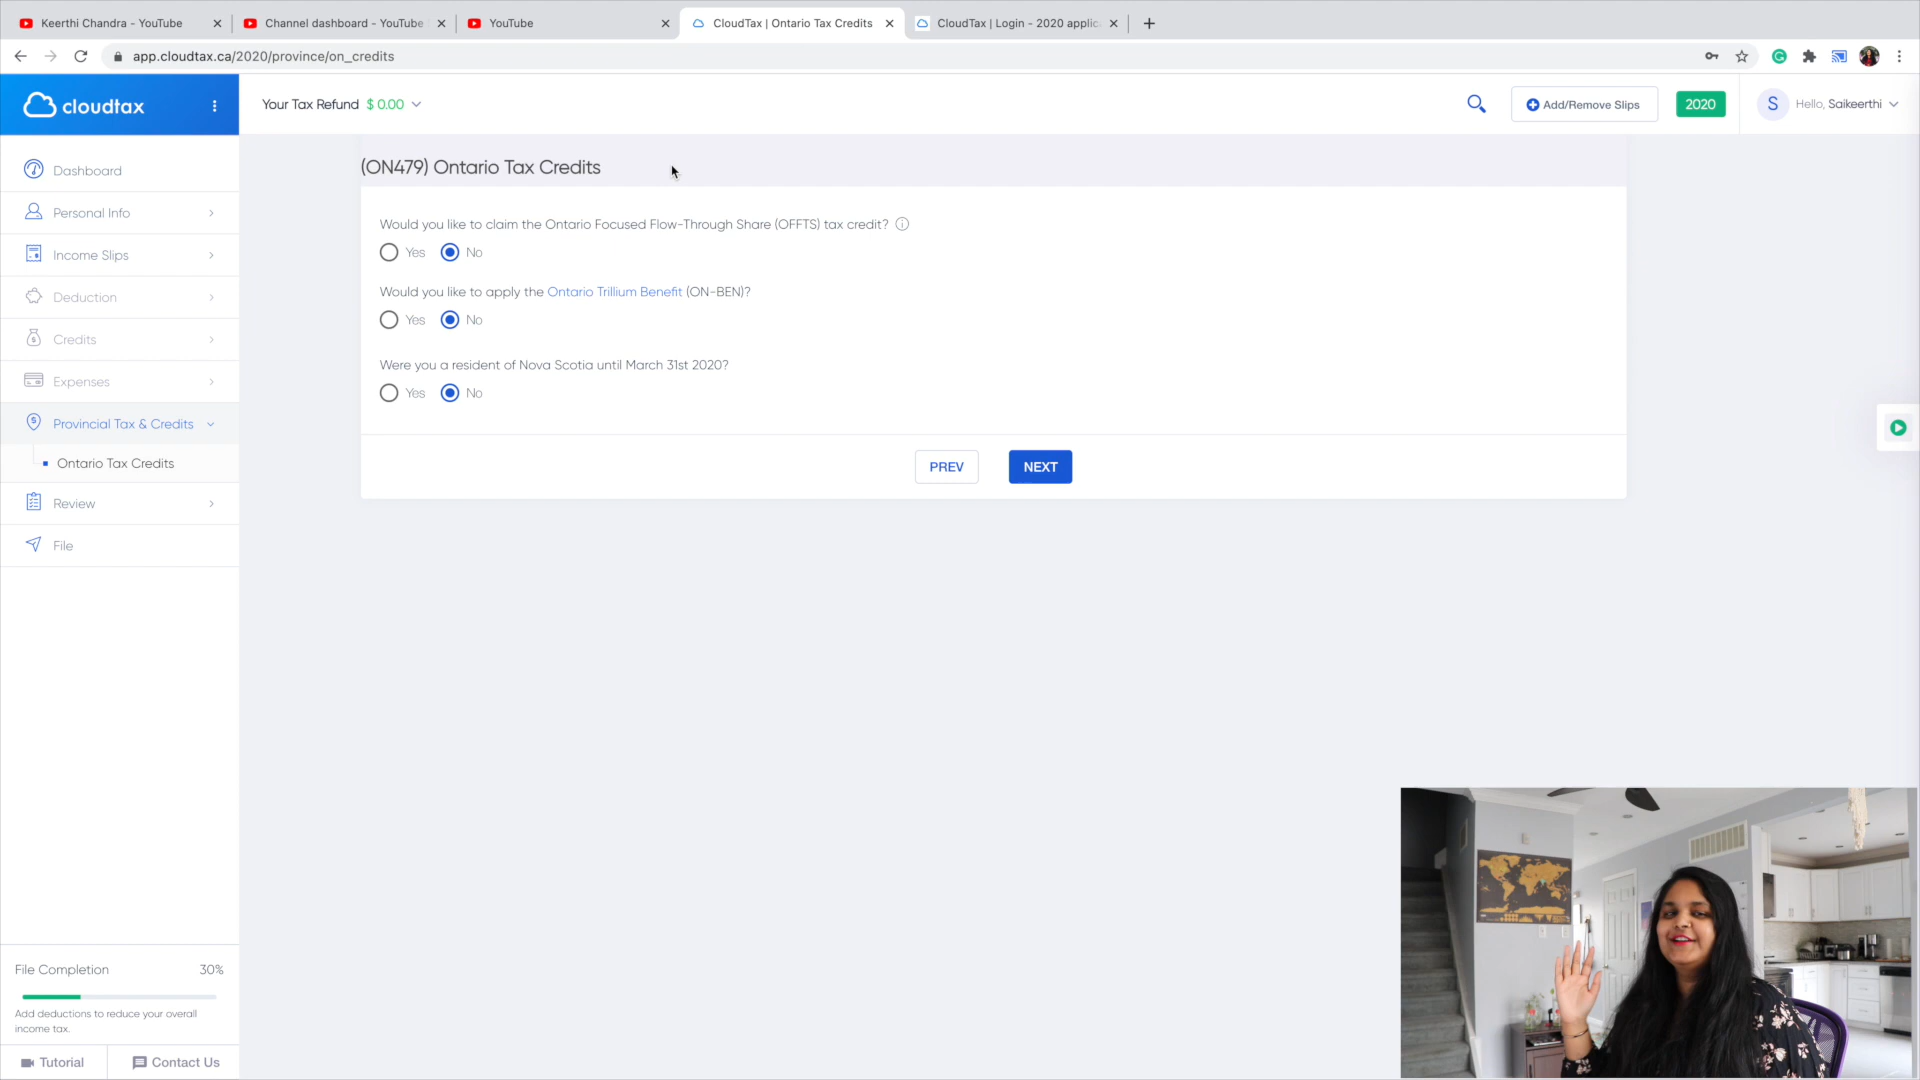 Keerthi Chandra - YouTube
Channel dashboard - YouTube
YouTube
CloudTax | Ontario Tax Credits
CloudTax | Login - 2020 applic
app.cloudtax.ca/2020/province/on_credits
cloudtax
Your Tax Refund $ 0.00
Add/Remove Slips
2020
S
Hello, Saikeerthi
Dashboard
Personal Info
Income Slips
Deduction
Credits
Expenses
Provincial Tax & Credits
Ontario Tax Credits
Review
File
(ON479) Ontario Tax Credits
Would you like to claim the Ontario Focused Flow-Through Share (OFFTS) tax credit?
Yes No
Would you like to apply the Ontario Trillium Benefit (ON-BEN)?
Yes No
Were you a resident of Nova Scotia until March 31st 2020?
Yes No
PREV NEXT
File Completion 30%
Add deductions to reduce your overall
income tax.
Tutorial
Contact Us